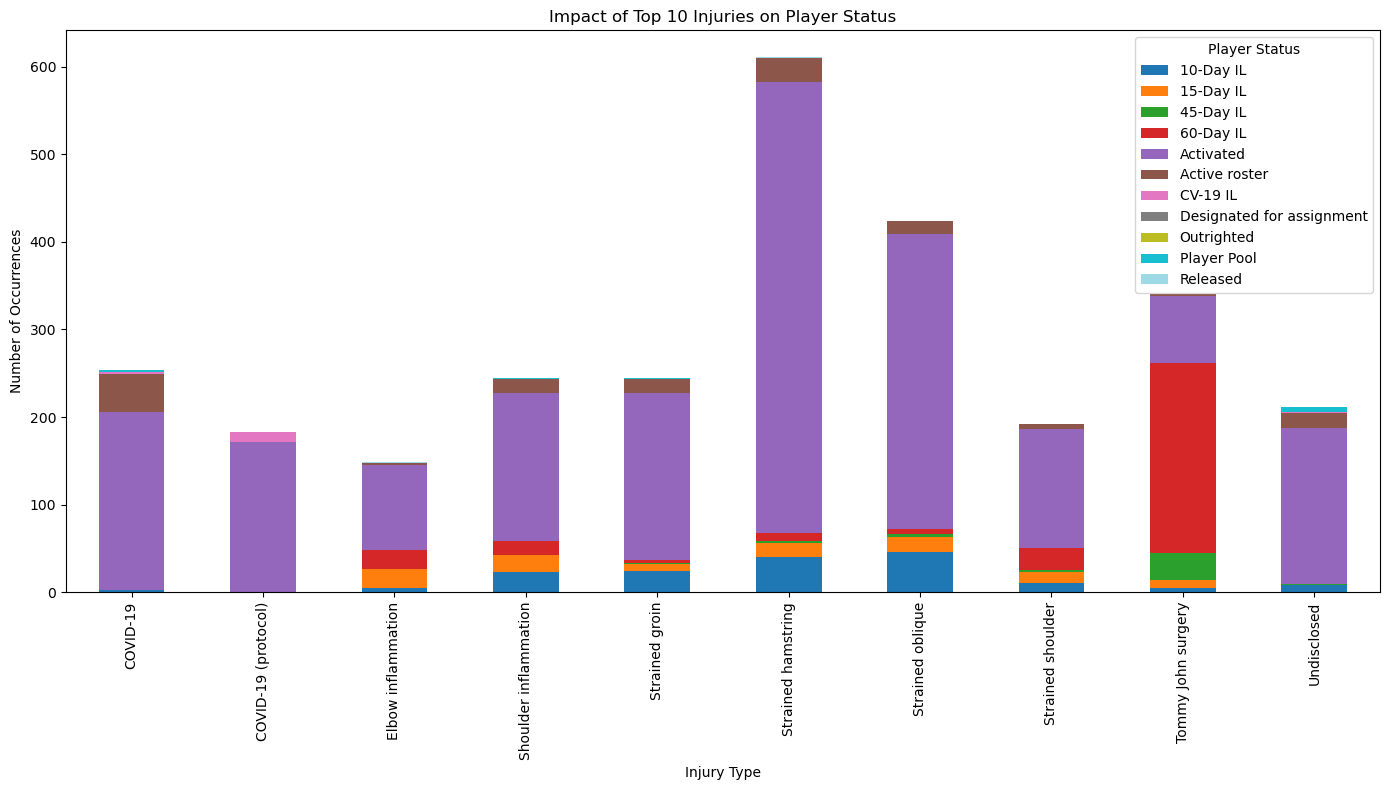 Impact of Top 10 Injuries on Player Status
Number of Occurrences
600
500
400
300
200
100
0
Player Status
10-Day IL
15-Day IL
45-Day IL
60-Day IL
Activated
Active roster
CV-19 IL
Designated for assignment
Outrighted
Player Pool
Released
COVID-19
COVID-19 (protocol)
Elbow inflammation
Shoulder inflammation
Strained groin
Strained hamstring
Strained oblique
Strained shoulder
Tommy John surgery
Undisclosed
Injury Type